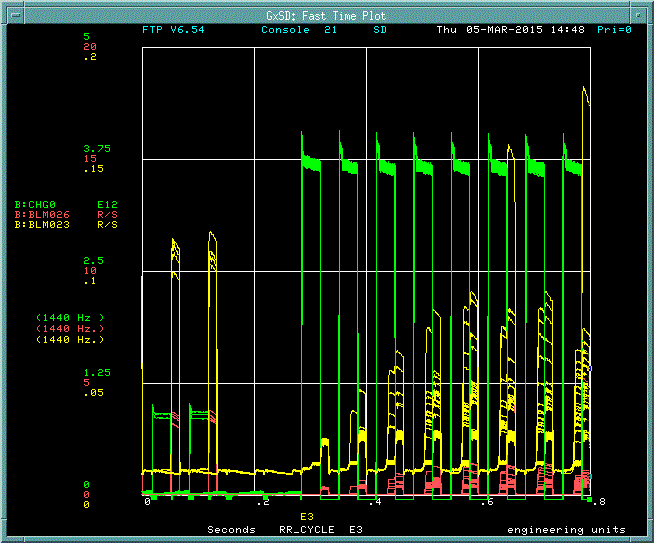 GxSD: Fast Time Plot
FTP V6.54 Console 21 SD Thu 05-MAR-2015 14:48 Pri=0
5
20
.2
3.75
15
.15
B:CHG0 E12
B:BLM026 R/S
B:BLM023 R/S
2.5
10
.1
(1440 Hz )
(1440 Hz.)
(1440 Hz.)
1.25
5
.05
0
0
0
0 .2 .4 .6 .8
E3
Seconds RR_CYCLE E3 engineering units